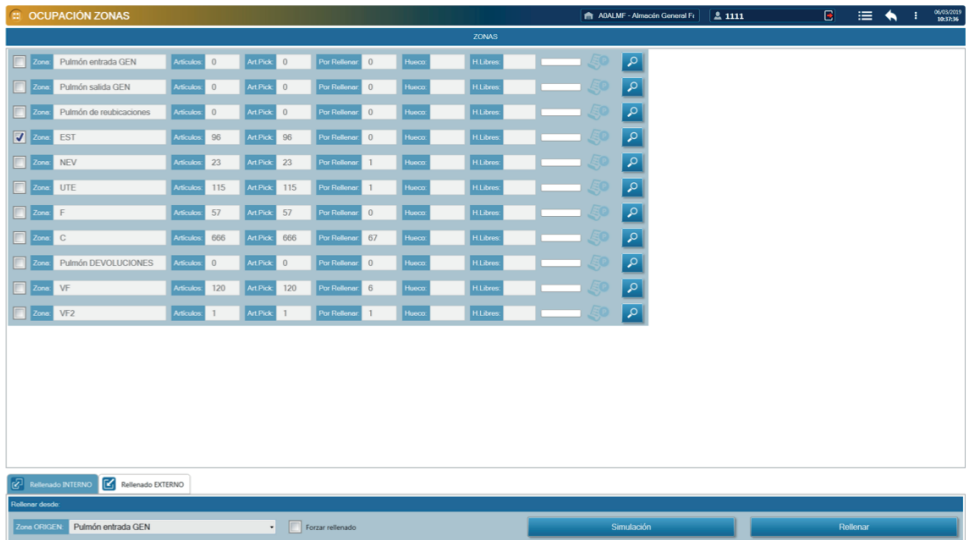 OCUPACIÓN ZONAS A0ALMF - Almacén General Fa 1111 06/05/2019
10:37:36
ZONAS
Zona: Pulmón entrada GEN Artículos: 0 Art.Pick: 0 Por Rellenar: 0 Hueco: H.Libres:
Zona: Pulmón salida GEN Artículos: 0 Art.Pick: 0 Por Rellenar: 0 Hueco: H.Libres:
Zona: Pulmón de reubicaciones Artículos: 0 Art.Pick: 0 Por Rellenar: 0 Hueco: H.Libres:
Zona: EST Artículos: 96 Art.Pick: 96 Por Rellenar: 0 Hueco: H.Libres:
Zona: NEV Artículos: 23 Art.Pick: 23 Por Rellenar: 1 Hueco: H.Libres:
Zona: UTE Artículos: 115 Art.Pick: 115 Por Rellenar: 1 Hueco: H.Libres:
Zona: F Artículos: 57 Art.Pick: 57 Por Rellenar: 0 Hueco: H.Libres:
Zona: C Artículos: 666 Art.Pick: 666 Por Rellenar: 67 Hueco: H.Libres:
Zona: Pulmón DEVOLUCIONES Artículos: 0 Art.Pick: 0 Por Rellenar: 0 Hueco: H.Libres:
Zona: VF Artículos: 120 Art.Pick: 120 Por Rellenar: 6 Hueco: H.Libres:
Zona: VF2 Artículos: 1 Art.Pick: 1 Por Rellenar: 1 Hueco: H.Libres:
Rellenado INTERNO Rellenado EXTERNO
Rellenar desde
Zona ORIGEN: Pulmón entrada GEN Forzar rellenado Simulación Rellenar